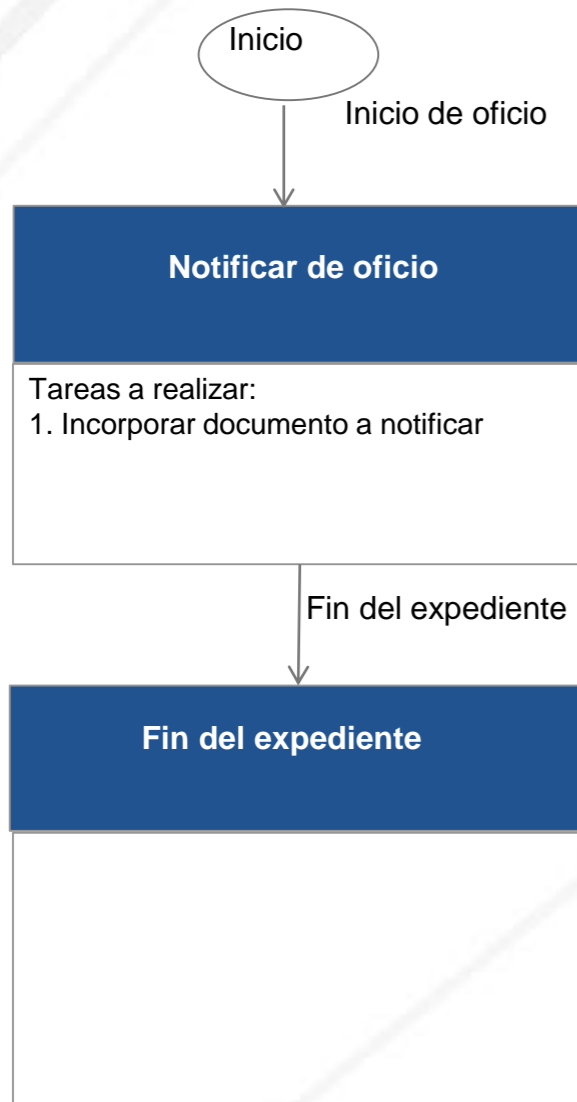 Inicio
Inicio de oficio
Notificar de oficio
Tareas a realizar:
1. Incorporar documento a notificar
Fin del expediente
Fin del expediente